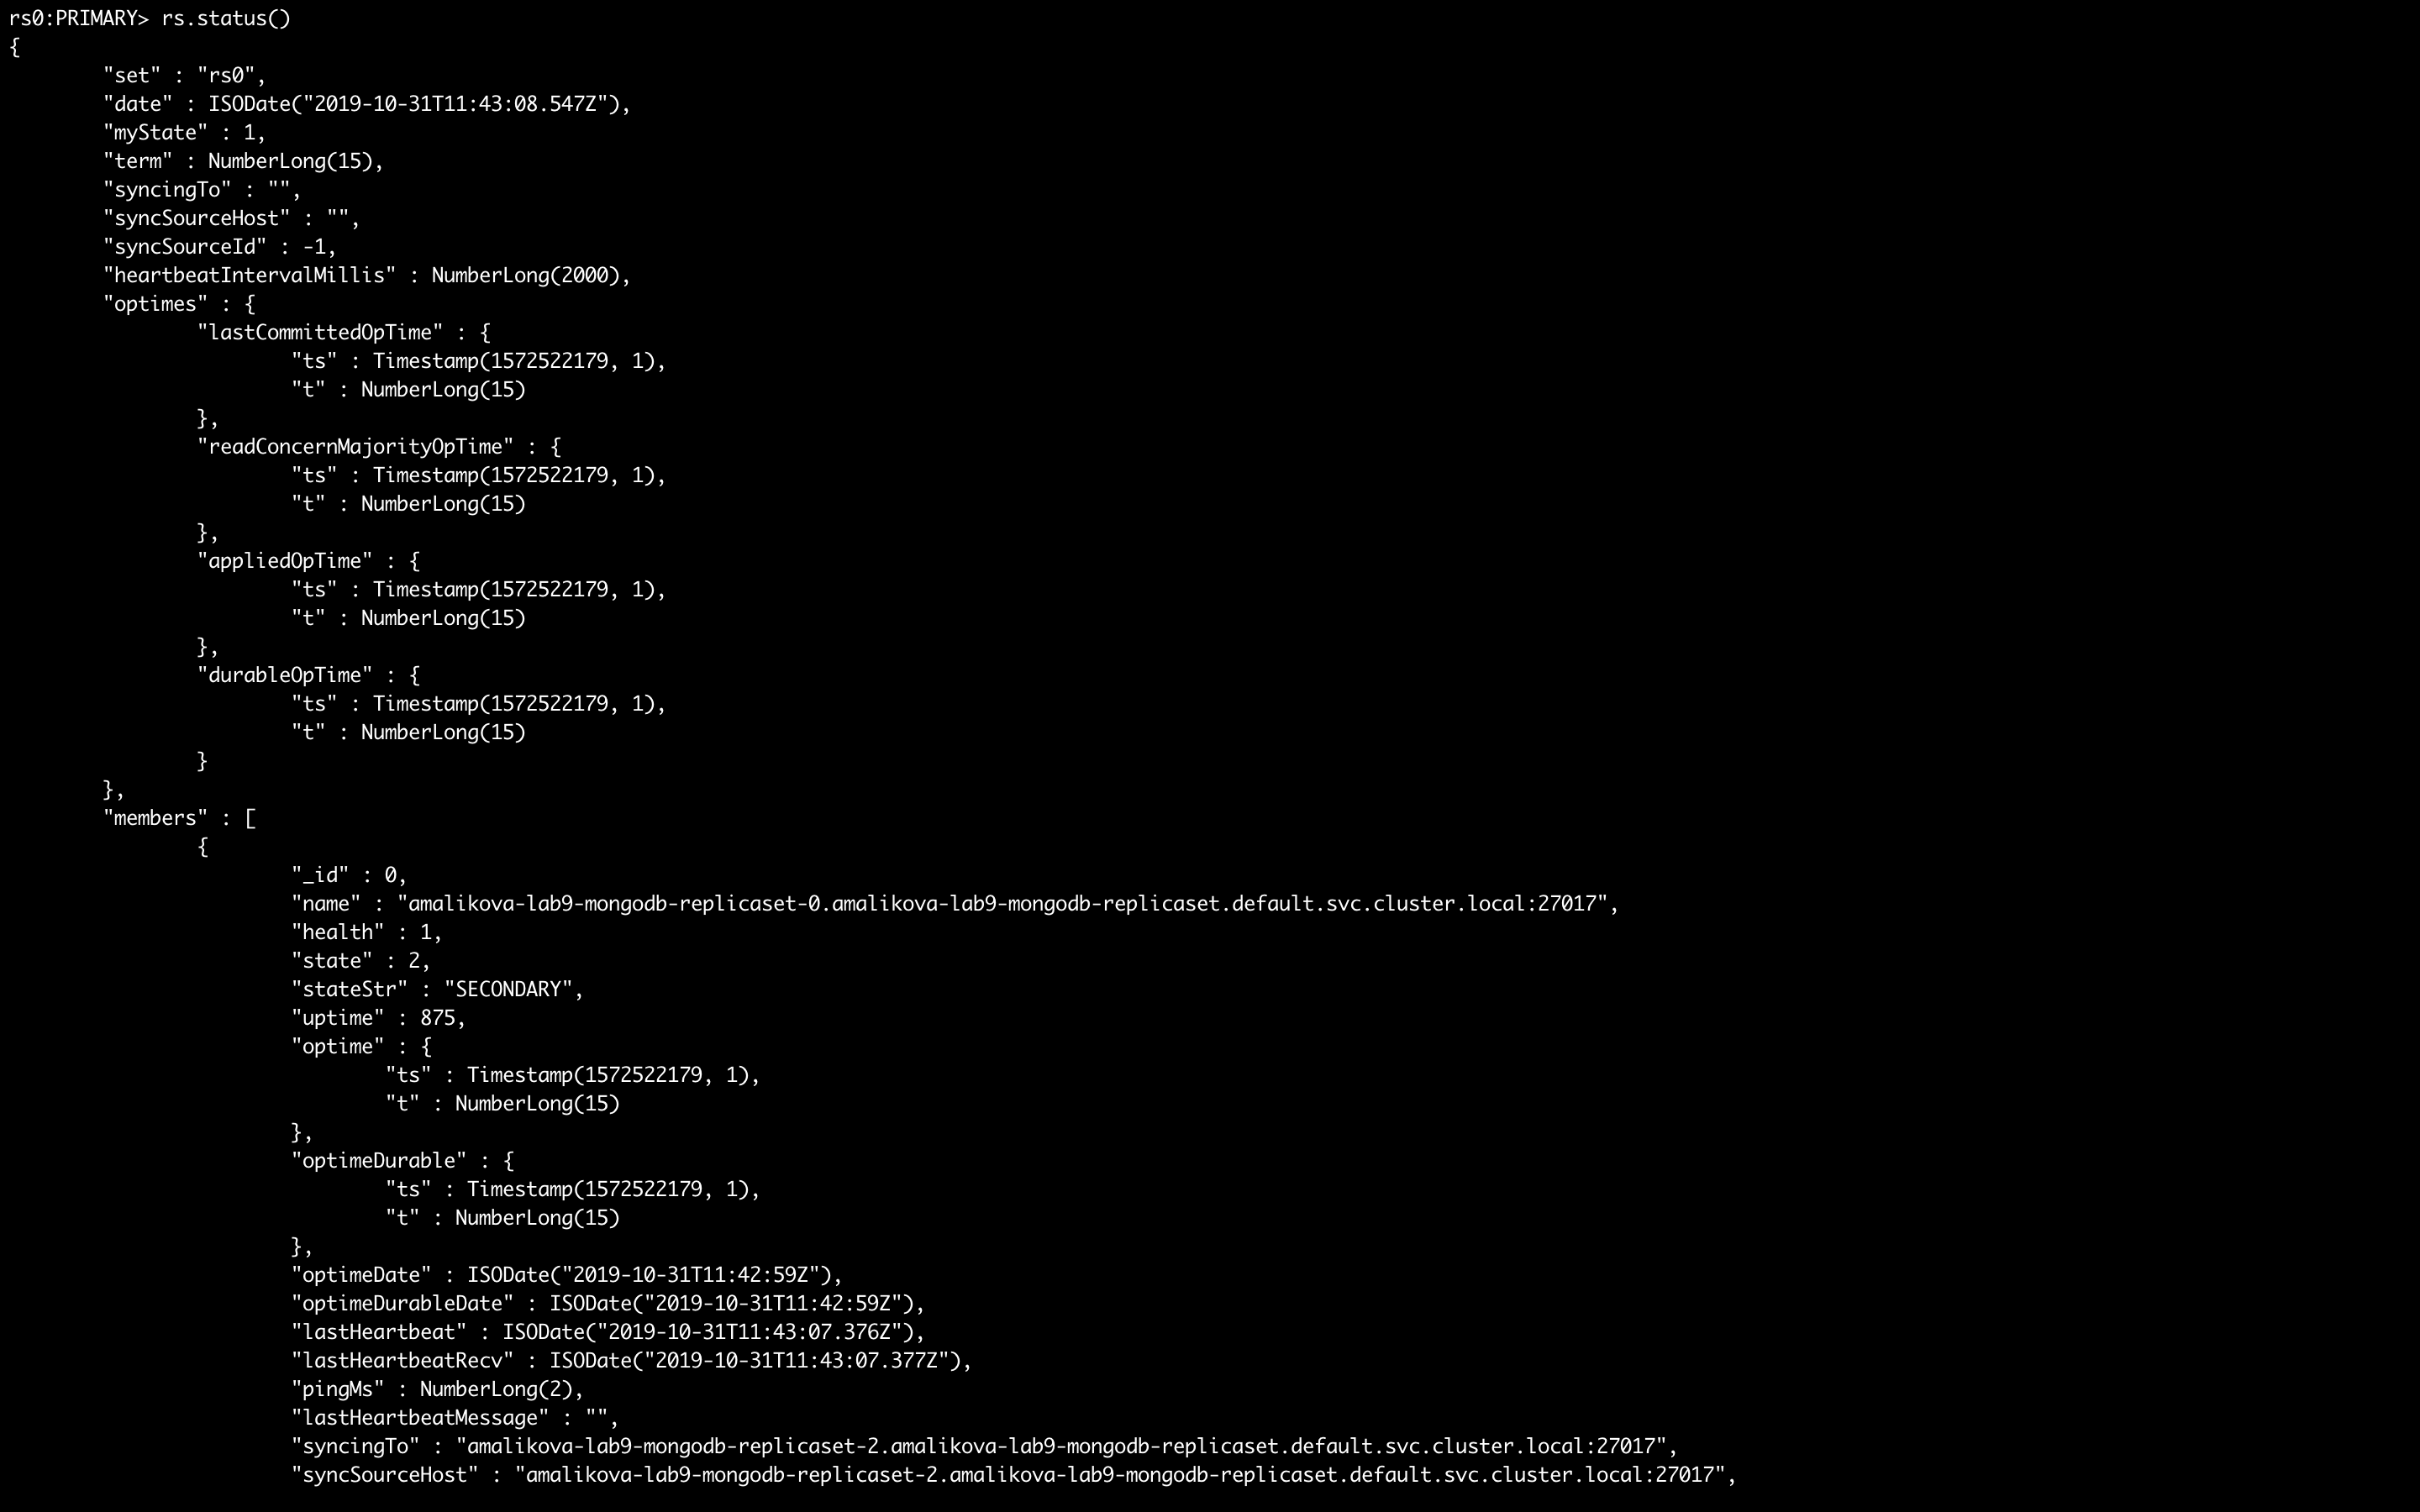 rs0:PRIMARY> rs.status()
{
        "set" : "rs0",
        "date" : ISODate("2019-10-31T11:43:08.547Z"),
        "myState" : 1,
        "term" : NumberLong(15),
        "syncingTo" : "",
        "syncSourceHost" : "",
        "syncSourceId" : -1,
        "heartbeatIntervalMillis" : NumberLong(2000),
        "optimes" : {
                "lastCommittedOpTime" : {
                        "ts" : Timestamp(1572522179, 1),
                        "t" : NumberLong(15)
                },
                "readConcernMajorityOpTime" : {
                        "ts" : Timestamp(1572522179, 1),
                        "t" : NumberLong(15)
                },
                "appliedOpTime" : {
                        "ts" : Timestamp(1572522179, 1),
                        "t" : NumberLong(15)
                },
                "durableOpTime" : {
                        "ts" : Timestamp(1572522179, 1),
                        "t" : NumberLong(15)
                }
        },
        "members" : [
                {
                        "_id" : 0,
                        "name" : "amalikova-lab9-mongodb-replicaset-0.amalikova-lab9-mongodb-replicaset.default.svc.cluster.local:27017",
                        "health" : 1,
                        "state" : 2,
                        "stateStr" : "SECONDARY",
                        "uptime" : 875,
                        "optime" : {
                                "ts" : Timestamp(1572522179, 1),
                                "t" : NumberLong(15)
                        },
                        "optimeDurable" : {
                                "ts" : Timestamp(1572522179, 1),
                                "t" : NumberLong(15)
                        },
                        "optimeDate" : ISODate("2019-10-31T11:42:59Z"),
                        "optimeDurableDate" : ISODate("2019-10-31T11:42:59Z"),
                        "lastHeartbeat" : ISODate("2019-10-31T11:43:07.376Z"),
                        "lastHeartbeatRecv" : ISODate("2019-10-31T11:43:07.377Z"),
                        "pingMs" : NumberLong(2),
                        "lastHeartbeatMessage" : "",
                        "syncingTo" : "amalikova-lab9-mongodb-replicaset-2.amalikova-lab9-mongodb-replicaset.default.svc.cluster.local:27017",
                        "syncSourceHost" : "amalikova-lab9-mongodb-replicaset-2.amalikova-lab9-mongodb-replicaset.default.svc.cluster.local:27017",